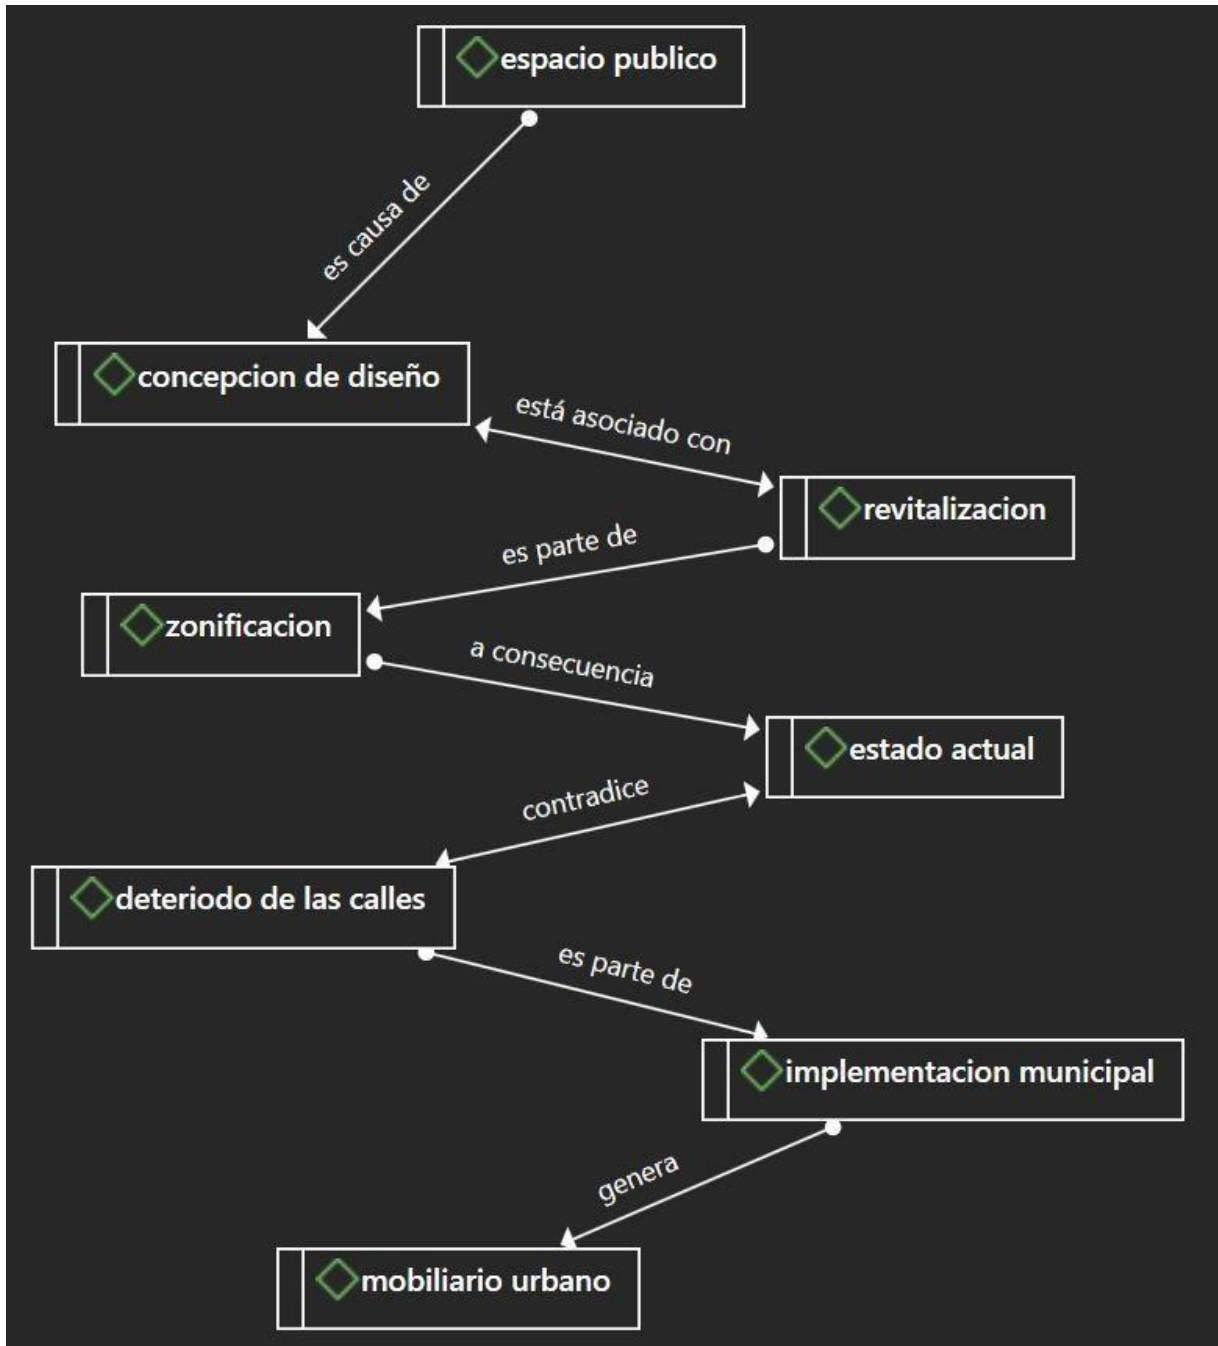 espacio publico
es causa de
concepcion de diseño
está asociado con
revitalizacion
es parte de
zonificacion
a consecuencia
estado actual
contradice
deteriodo de las calles
es parte de
implementacion municipal
genera
mobiliario urbano